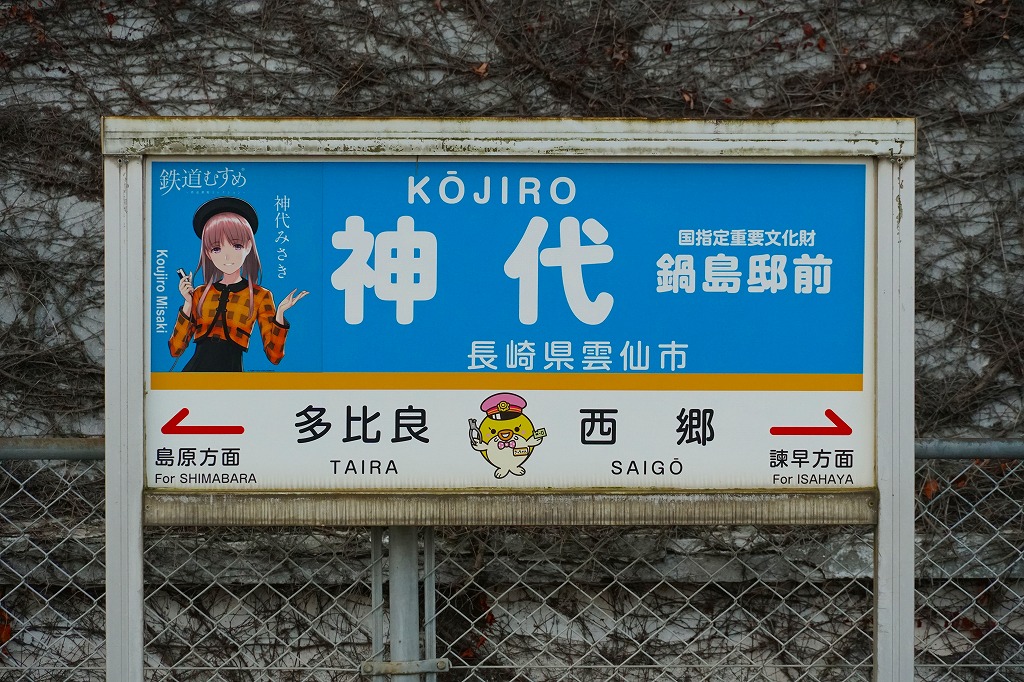 鉄道むすめ
神代みさき
Koujiro Misaki
KŌJIRO
神代
国指定重要文化財
鍋島邸前
長崎県雲仙市
多比良
TAIRA
西郷
SAIGŌ
島原方面
For SHIMABARA
諫早方面
For ISAHAYA